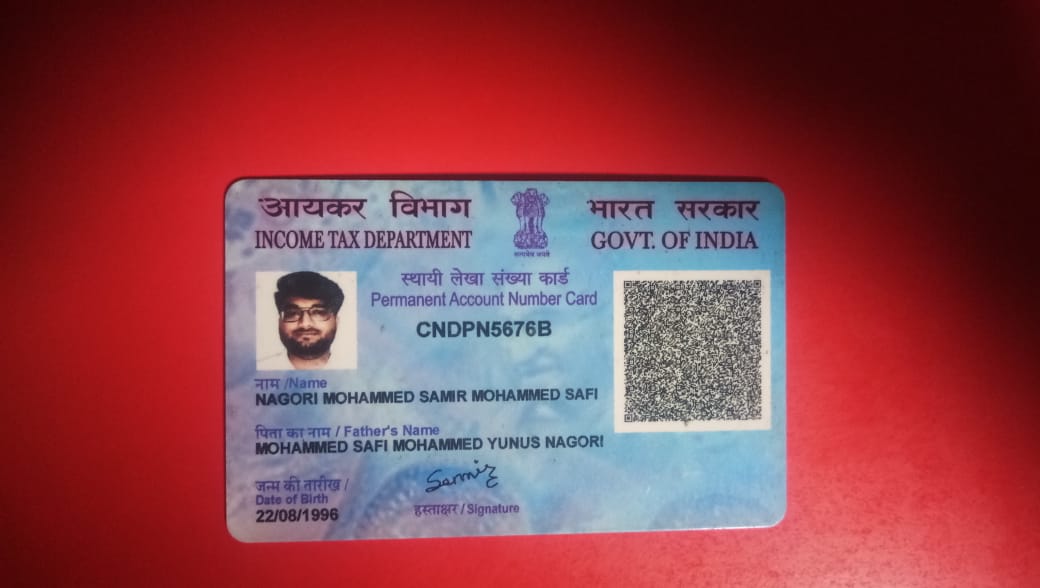 आयकर विभाग
INCOME TAX DEPARTMENT
सत्यमेव जयते
भारत सरकार
GOVT. OF INDIA
स्थायी लेखा संख्या कार्ड
Permanent Account Number Card
CNDPN5676B
नाम /Name
NAGORI MOHAMMED SAMIR MOHAMMED SAFI
पिता का नाम / Father's Name
MOHAMMED SAFI MOHAMMED YUNUS NAGORI
जन्म की तारीख /
Date of Birth
22/08/1996
Samir
हस्ताक्षर / Signature